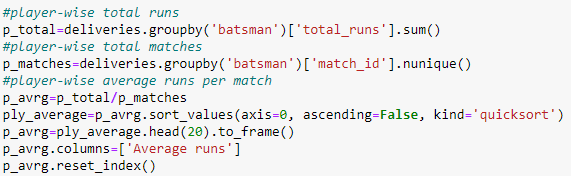 #player-wise total runs
p_total=deliveries.groupby('batsman')['total_runs'].sum()
#player-wise total matches
p_matches=deliveries.groupby('batsman')['match_id'].nunique()
#player-wise average runs per match
p_avrg=p_total/p_matches
ply_average=p_avrg.sort_values(axis=0, ascending=False, kind='quicksort')
p_avrg=ply_average.head(20).to_frame()
p_avrg.columns=['Average runs']
p_avrg.reset_index()